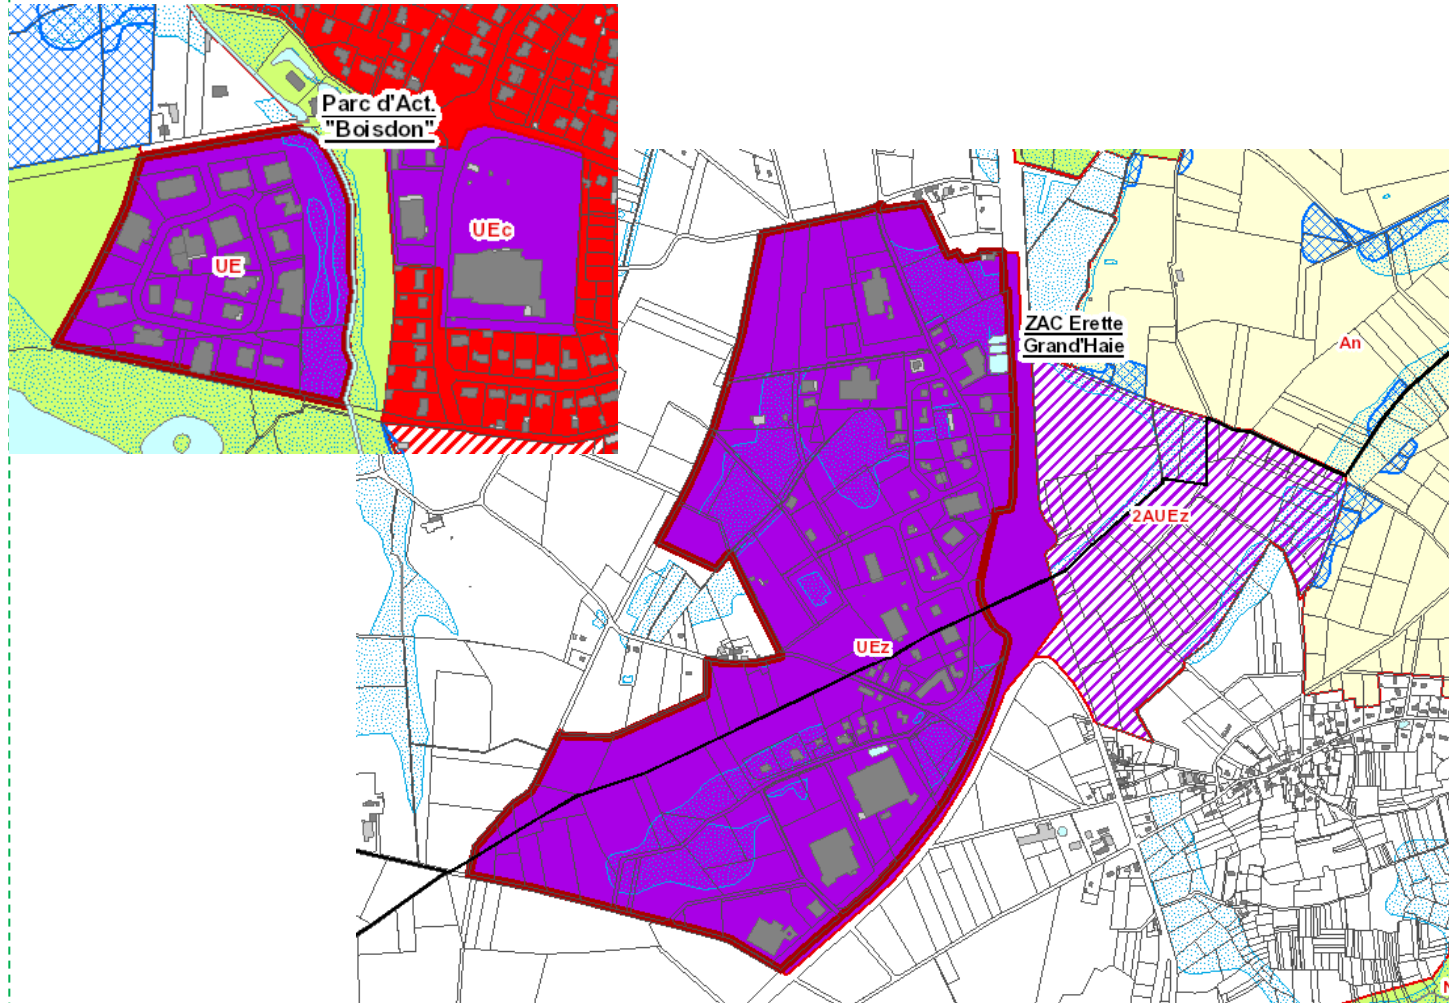 Parc d'Act.
"Boisdon"
UEc
UE
ZAC Erette
Grand'Haie
An
2AUEz
UEz
N